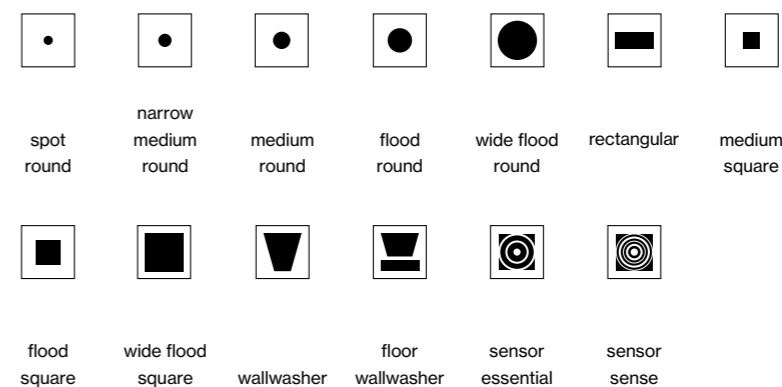 spot
round
narrow
medium
round
medium
round
flood
round
wide flood
round
rectangular
medium
square
flood
square
wide flood
square
wallwasher
floor
wallwasher
sensor
essential
sensor
sense